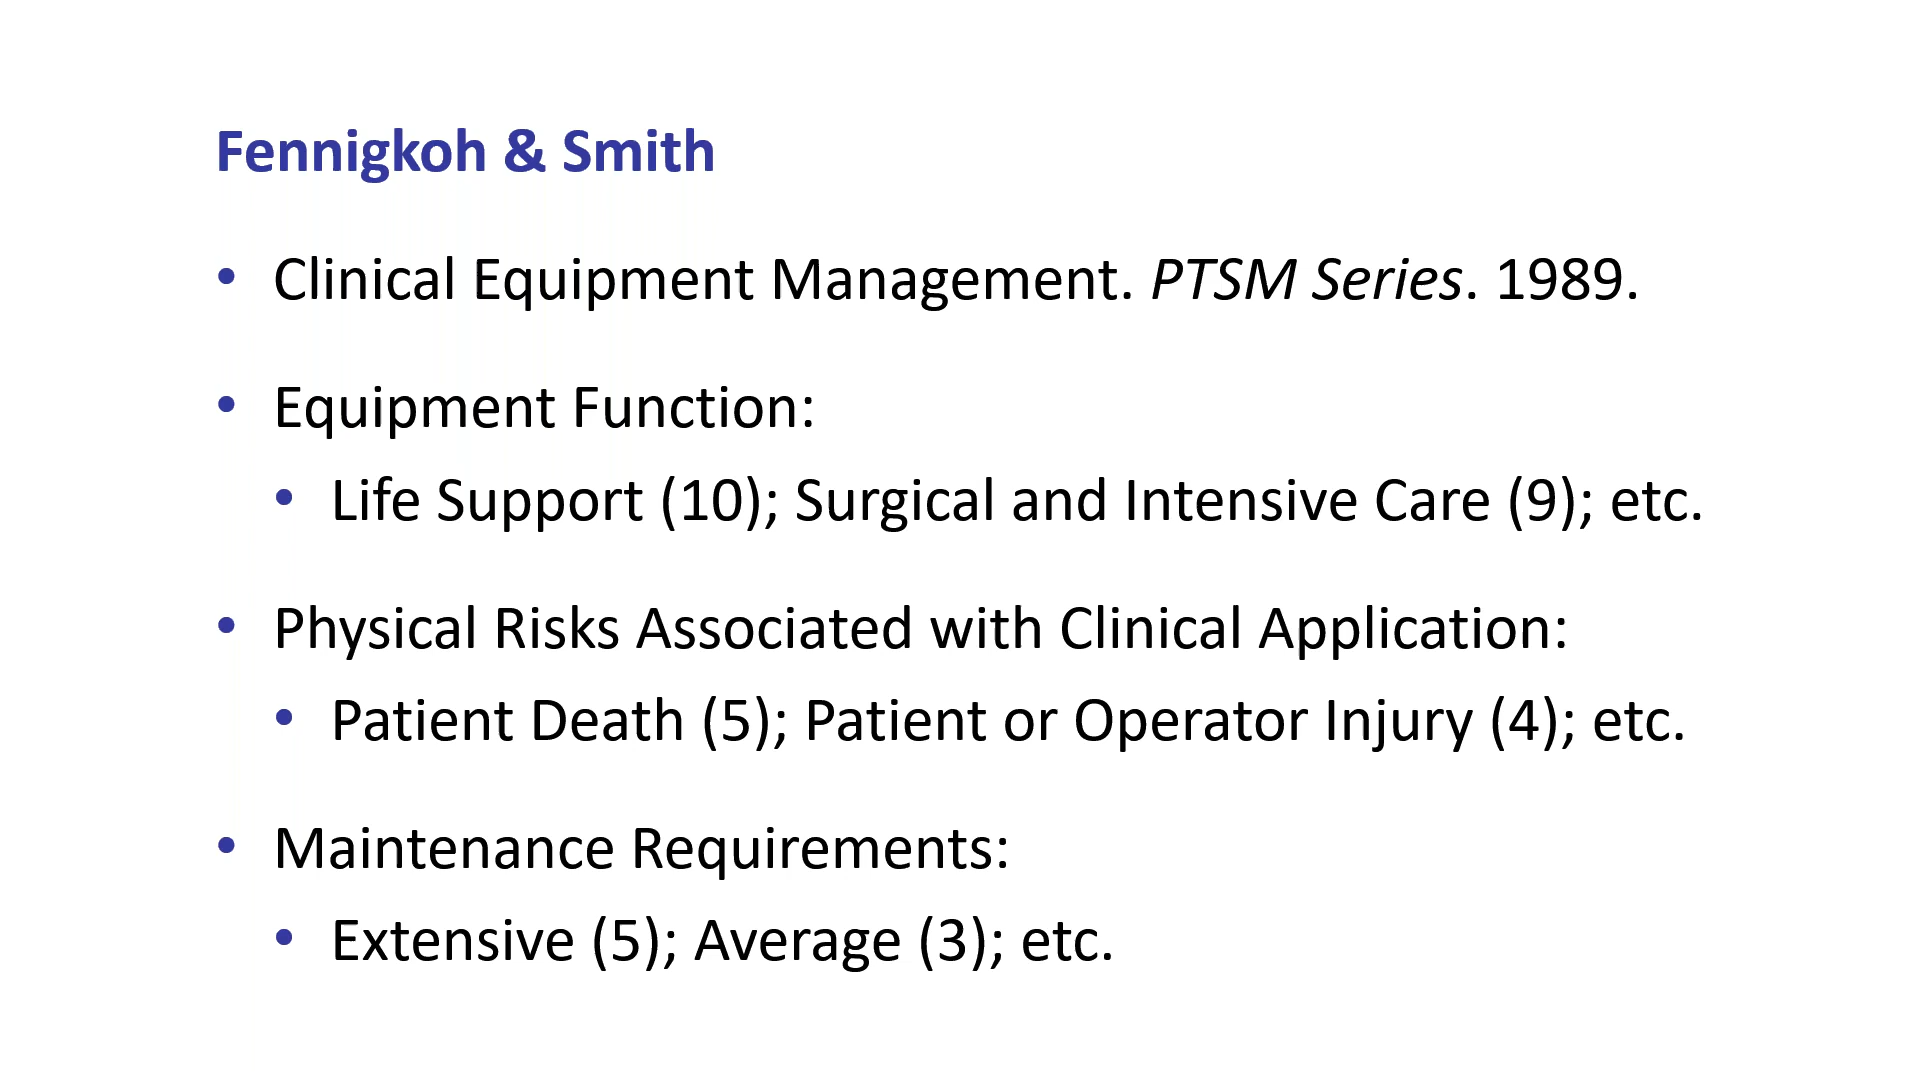 Fennigkoh & Smith
• Clinical Equipment Management. PTSM Series. 1989.
• Equipment Function:
• Life Support (10); Surgical and Intensive Care (9); etc.
• Physical Risks Associated with Clinical Application:
• Patient Death (5); Patient or Operator Injury (4); etc.
• Maintenance Requirements:
• Extensive (5); Average (3); etc.